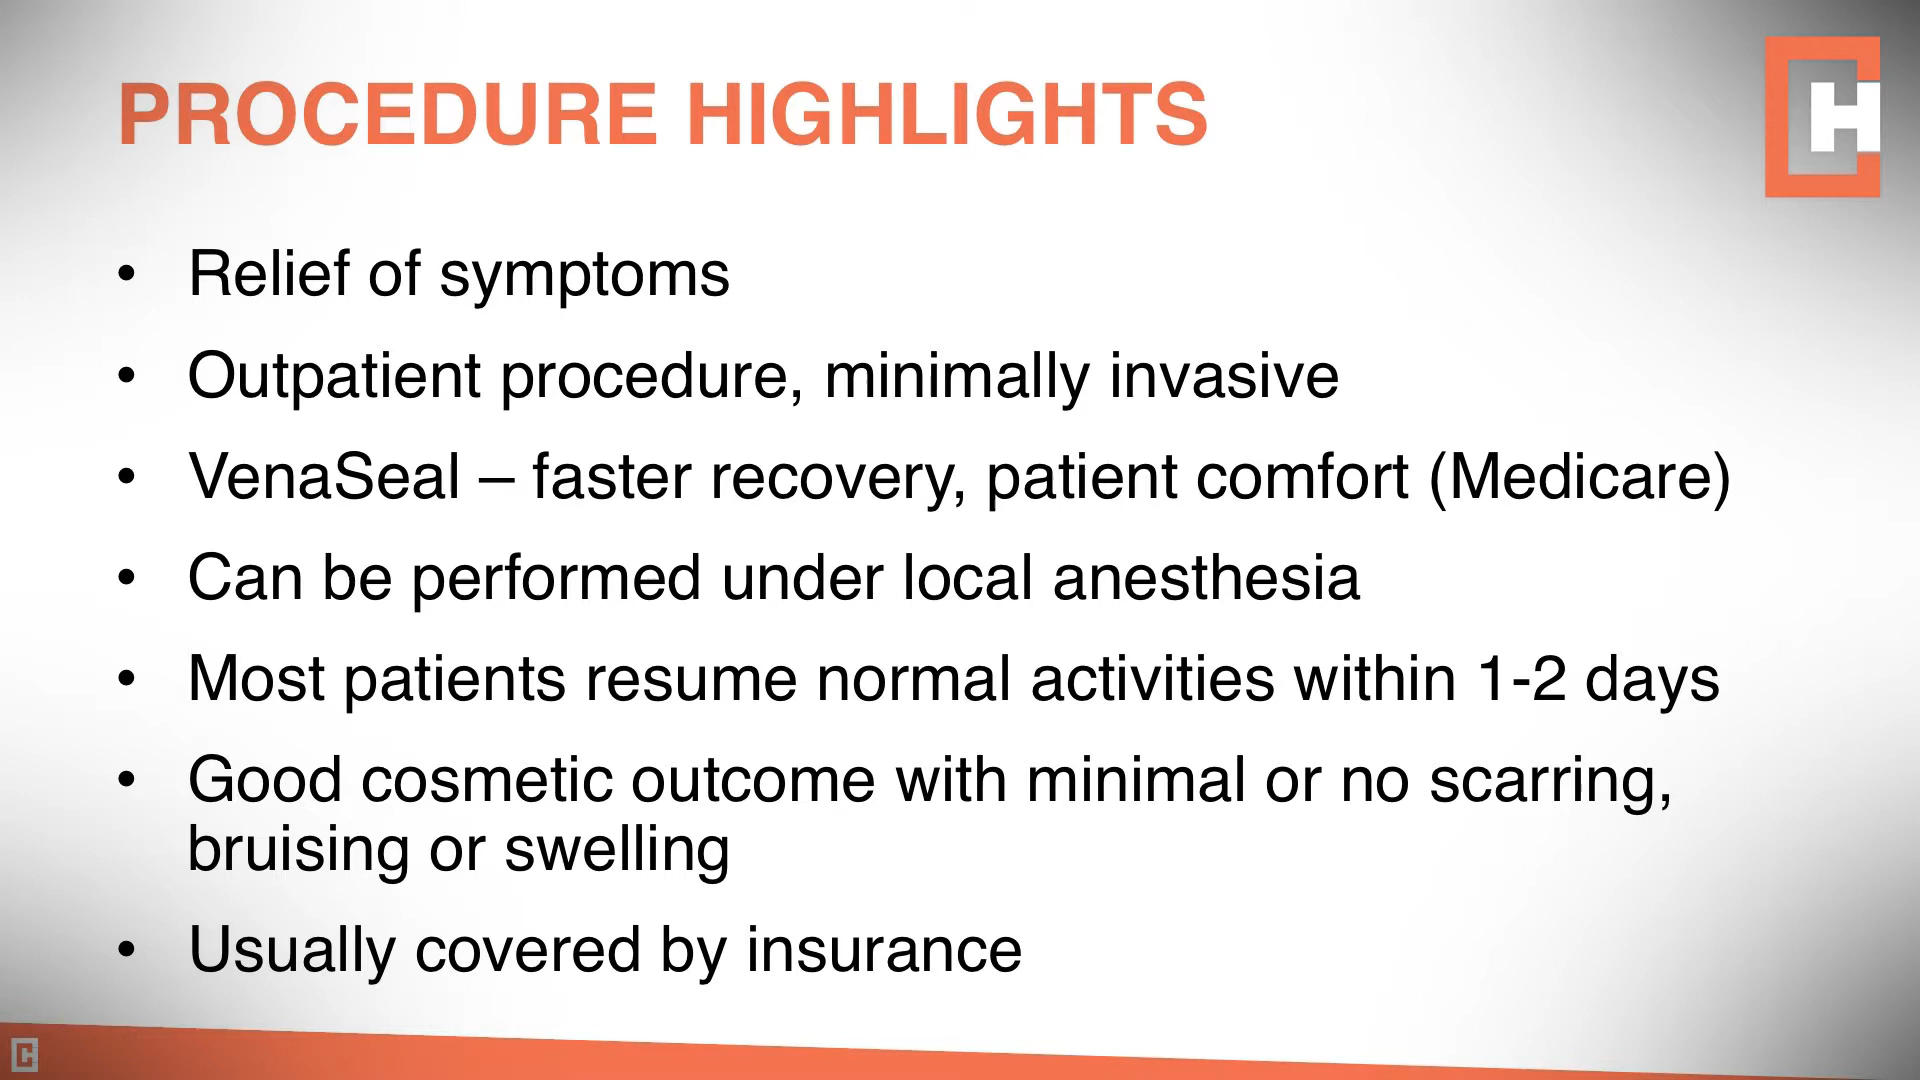 PROCEDURE HIGHLIGHTS
CH
• Relief of symptoms
• Outpatient procedure, minimally invasive
• VenaSeal – faster recovery, patient comfort (Medicare)
• Can be performed under local anesthesia
• Most patients resume normal activities within 1-2 days
• Good cosmetic outcome with minimal or no scarring,
bruising or swelling
• Usually covered by insurance
CH